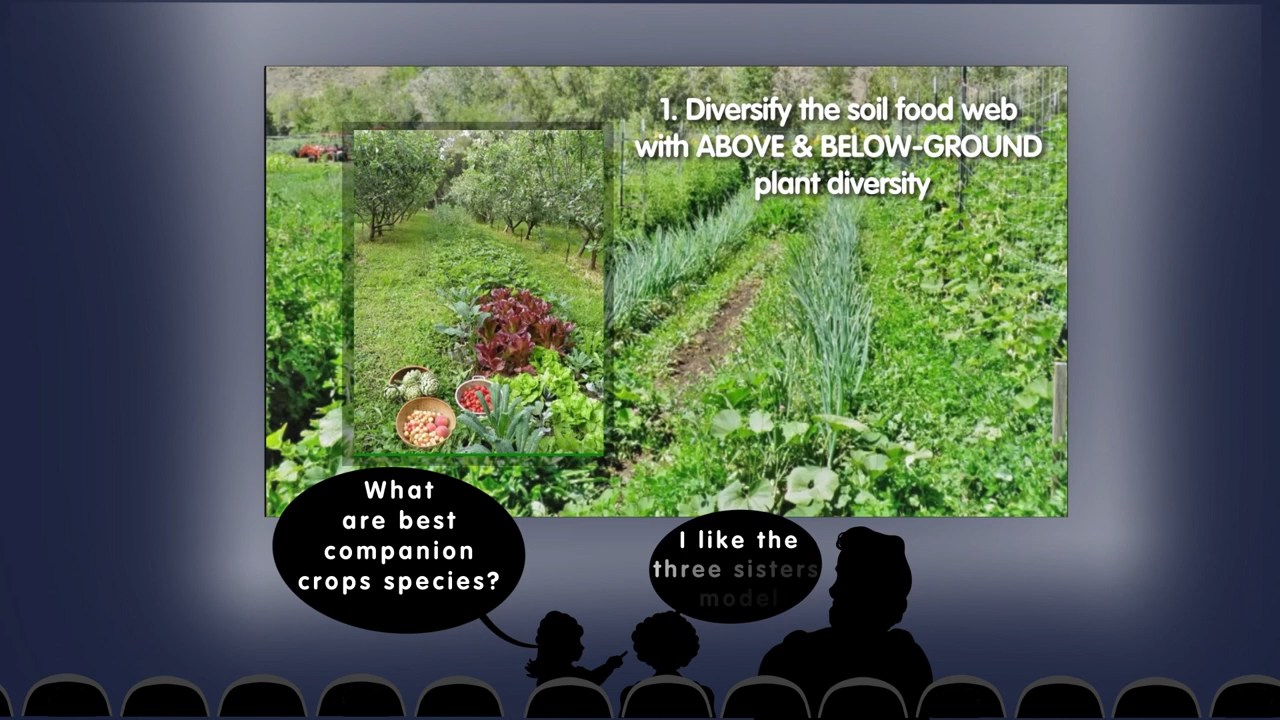 1. Diversify the soil food web
with ABOVE & BELOW-GROUND
plant diversity
What
are best
companion
crops species?
I like the
three sisters
model